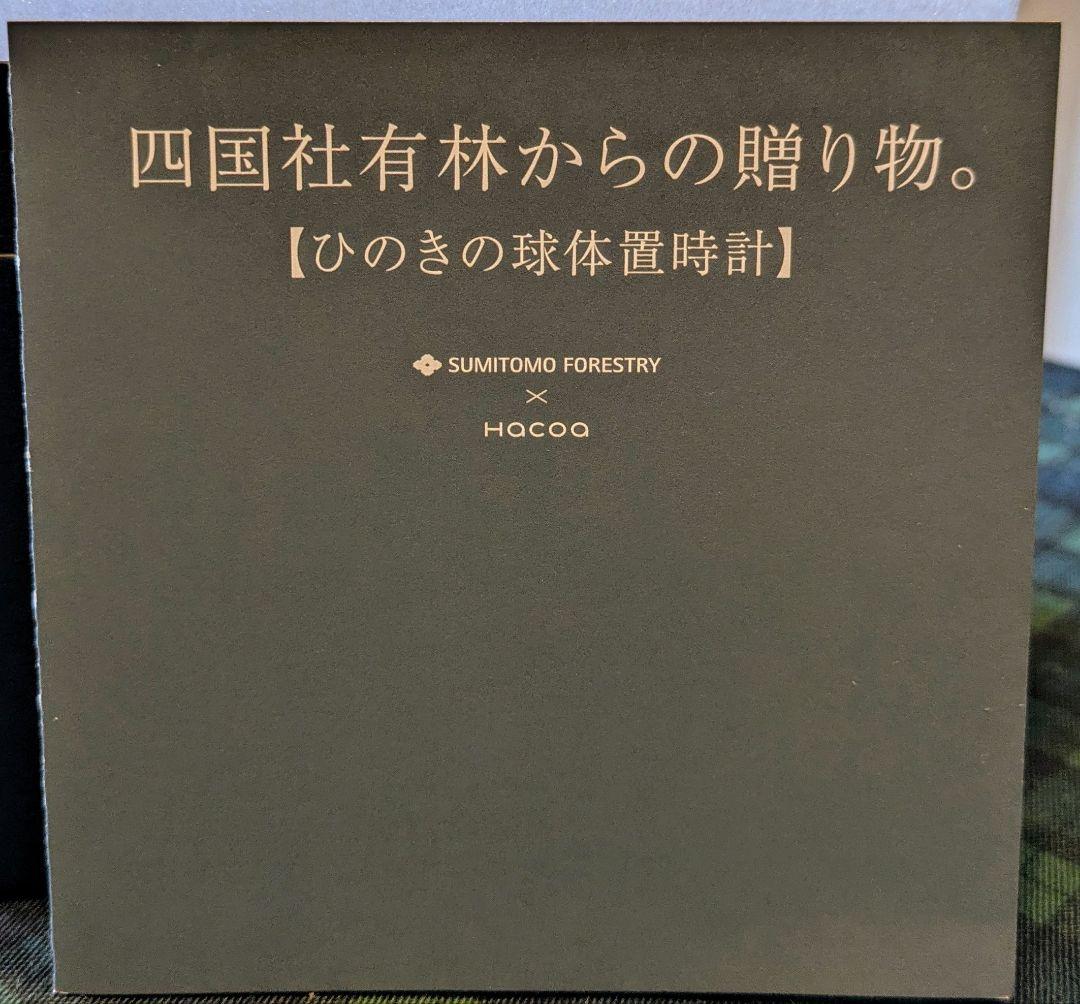 四国社有林からの贈り物。
【ひのきの球体置時計】
SUMITOMO FORESTRY
×
Hacoa